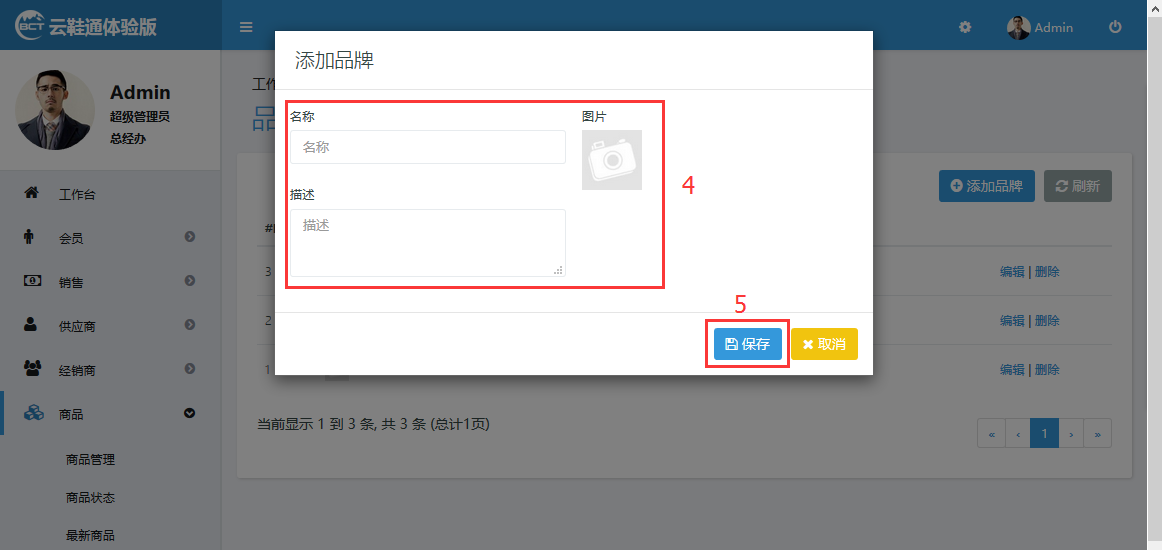 BCT 云鞋通体验版
Admin
Admin
超级管理员
总经办
工作台
会员
销售
供应商
经销商
商品
商品管理
商品状态
最新商品
工作
品
添加品牌
名称
名称
图片
描述
描述
4
5
保存
取消
添加品牌
刷新
#
3
编辑 | 删除
2
编辑 | 删除
1
编辑 | 删除
当前显示 1 到 3 条, 共 3 条 (总计1页)
« ‹ 1 › »